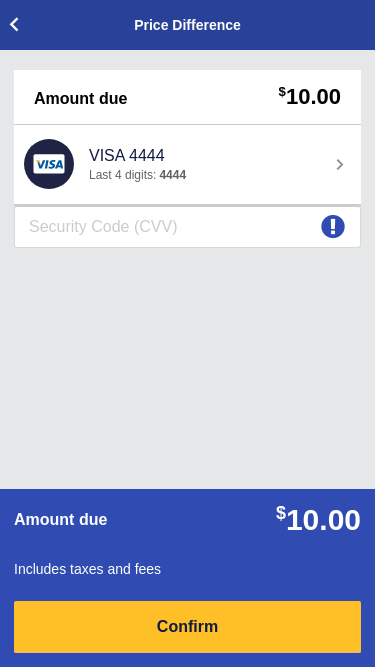 Price Difference
Amount due $10.00
VISA
VISA 4444
Last 4 digits: 4444
Security Code (CVV)
Amount due $10.00
Includes taxes and fees
Confirm